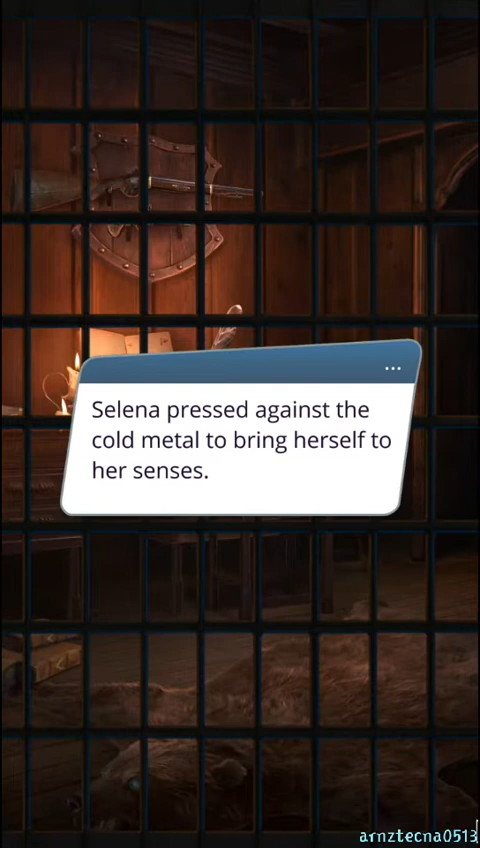 ...
Selena pressed against the
cold metal to bring herself to
her senses.
arnztecna0513